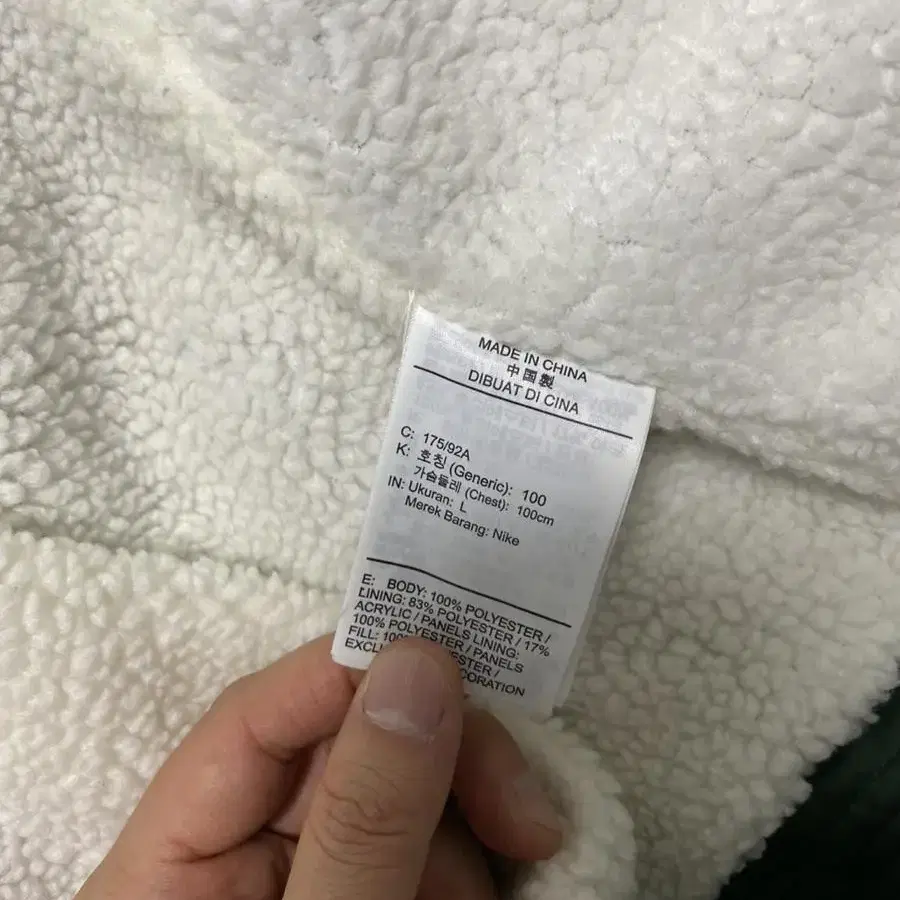 MADE IN CHINA
中国製
DIBUAT DI CINA
C: 175/92A
K: 호칭 (Generic): 100
가슴둘레 (Chest): 100cm
IN: Ukuran: L
Merek Barang: Nike
E: BODY: 100% POLYESTER /
LINING: 83% POLYESTER / 17%
ACRYLIC / PANELS LINING:
100% POLYESTER / PANELS
FILL: